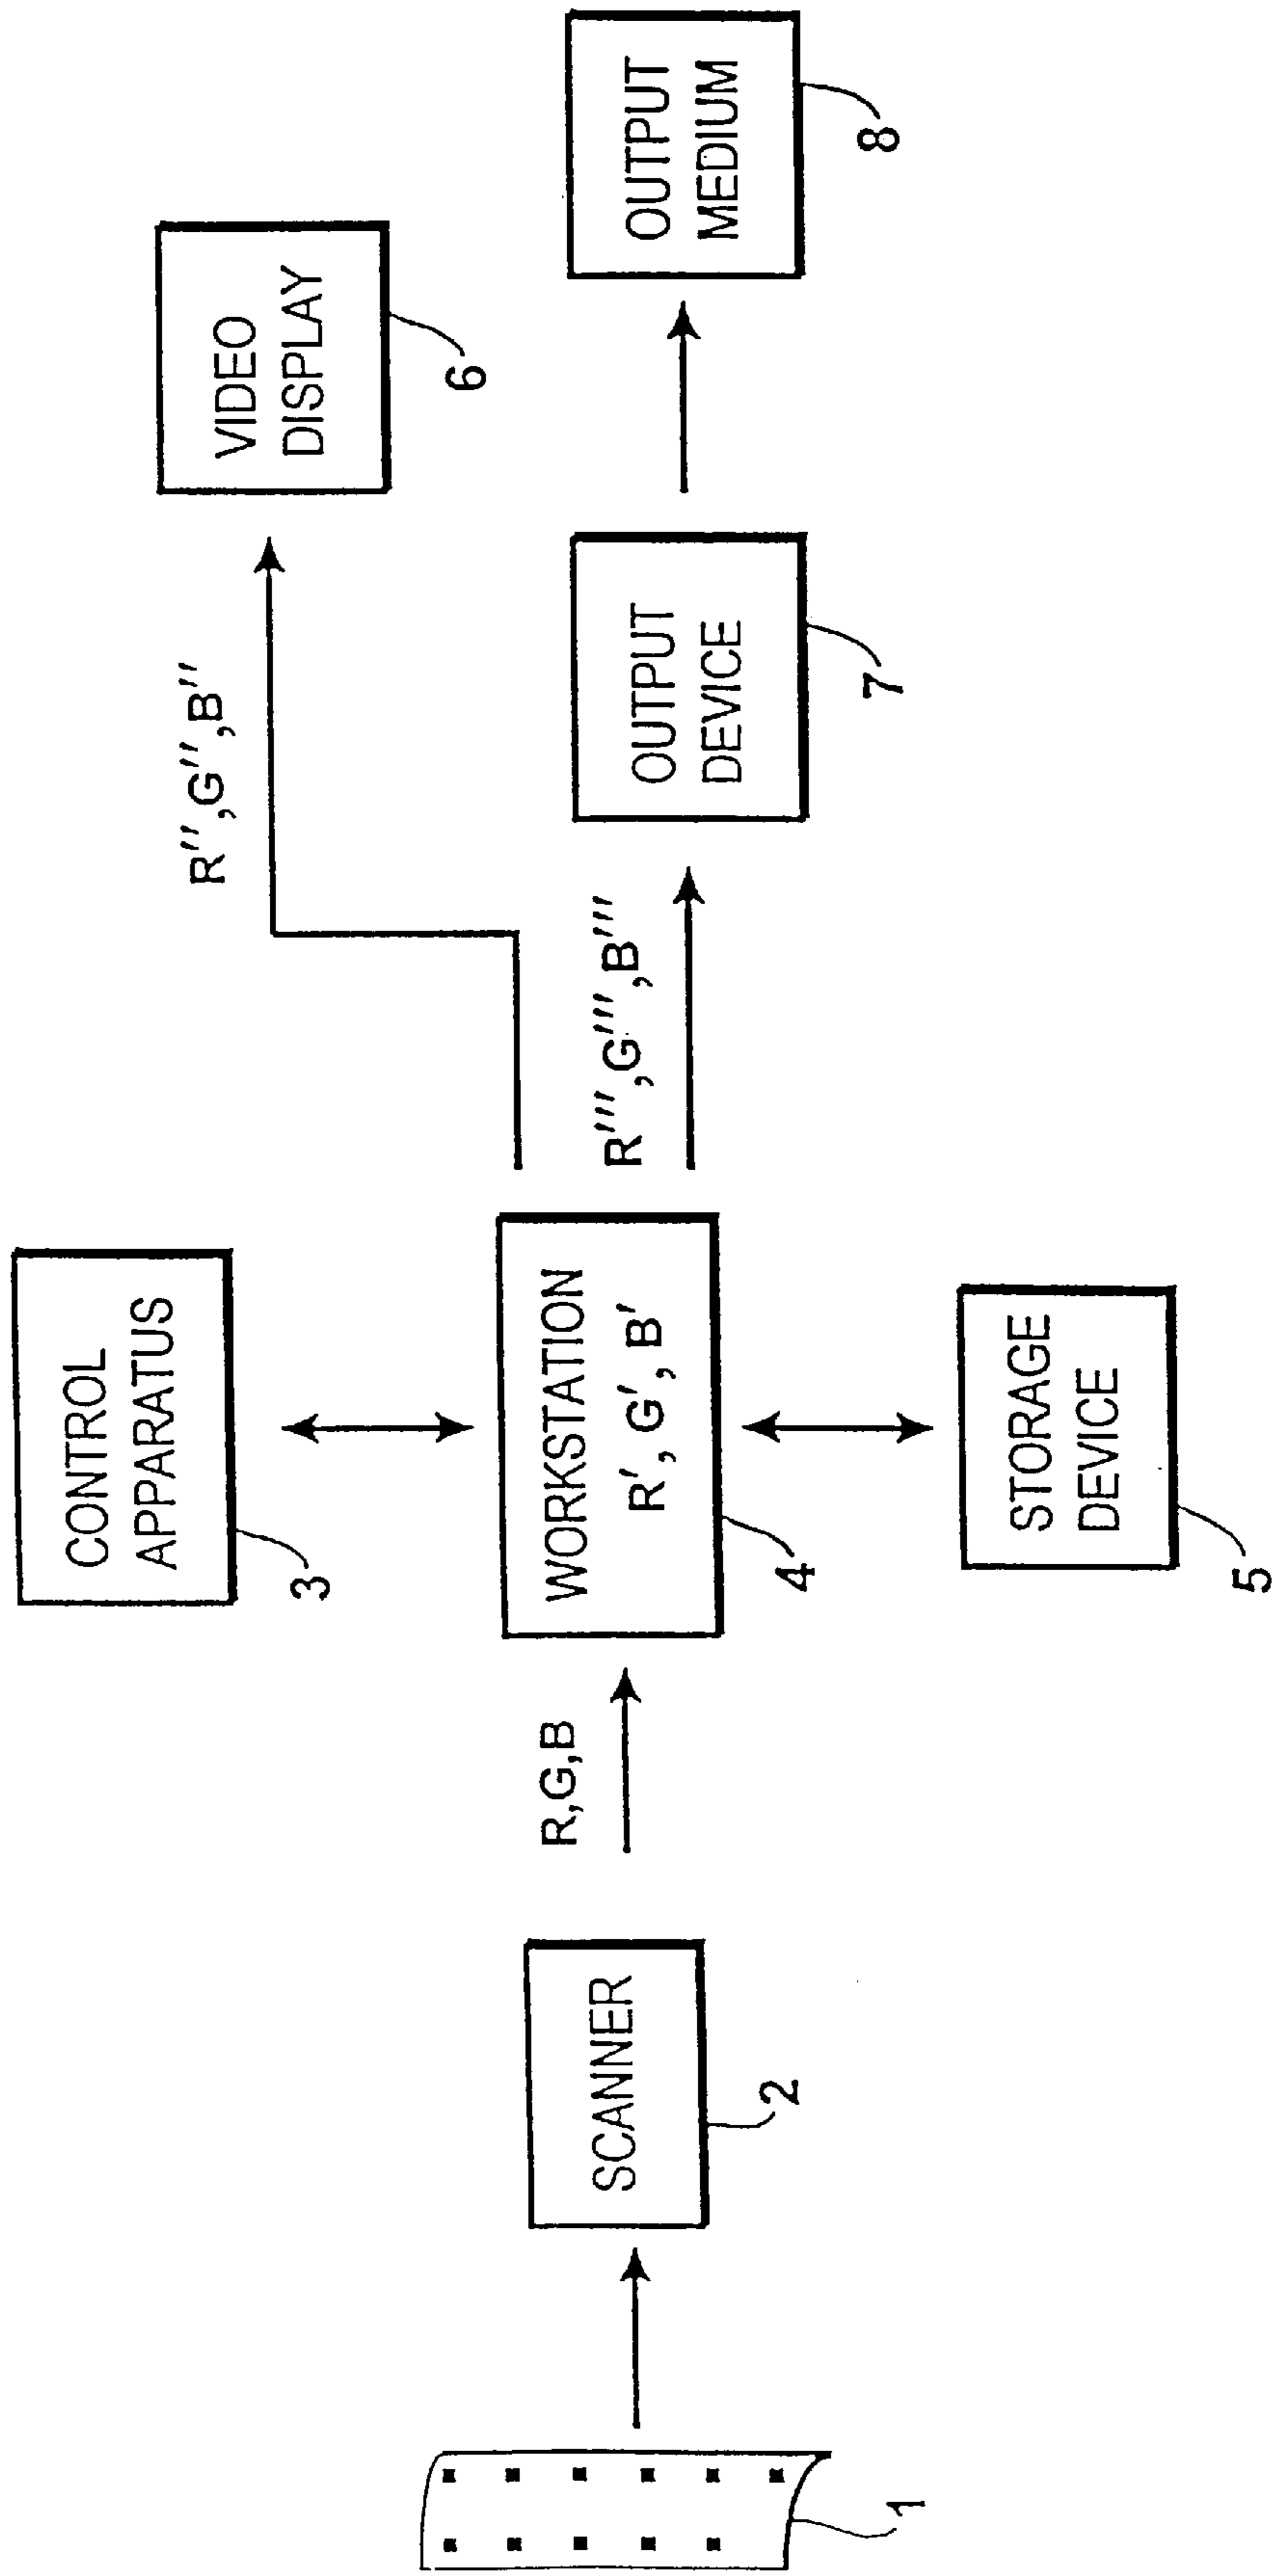 1
SCANNER
2
R,G,B
CONTROL
APPARATUS
3
WORKSTATION
R′, G′, B′
4
STORAGE
DEVICE
5
R′′,G′′,B′′
VIDEO
DISPLAY
6
R′′′,G′′′,B′′′
OUTPUT
DEVICE
7
OUTPUT
MEDIUM
8